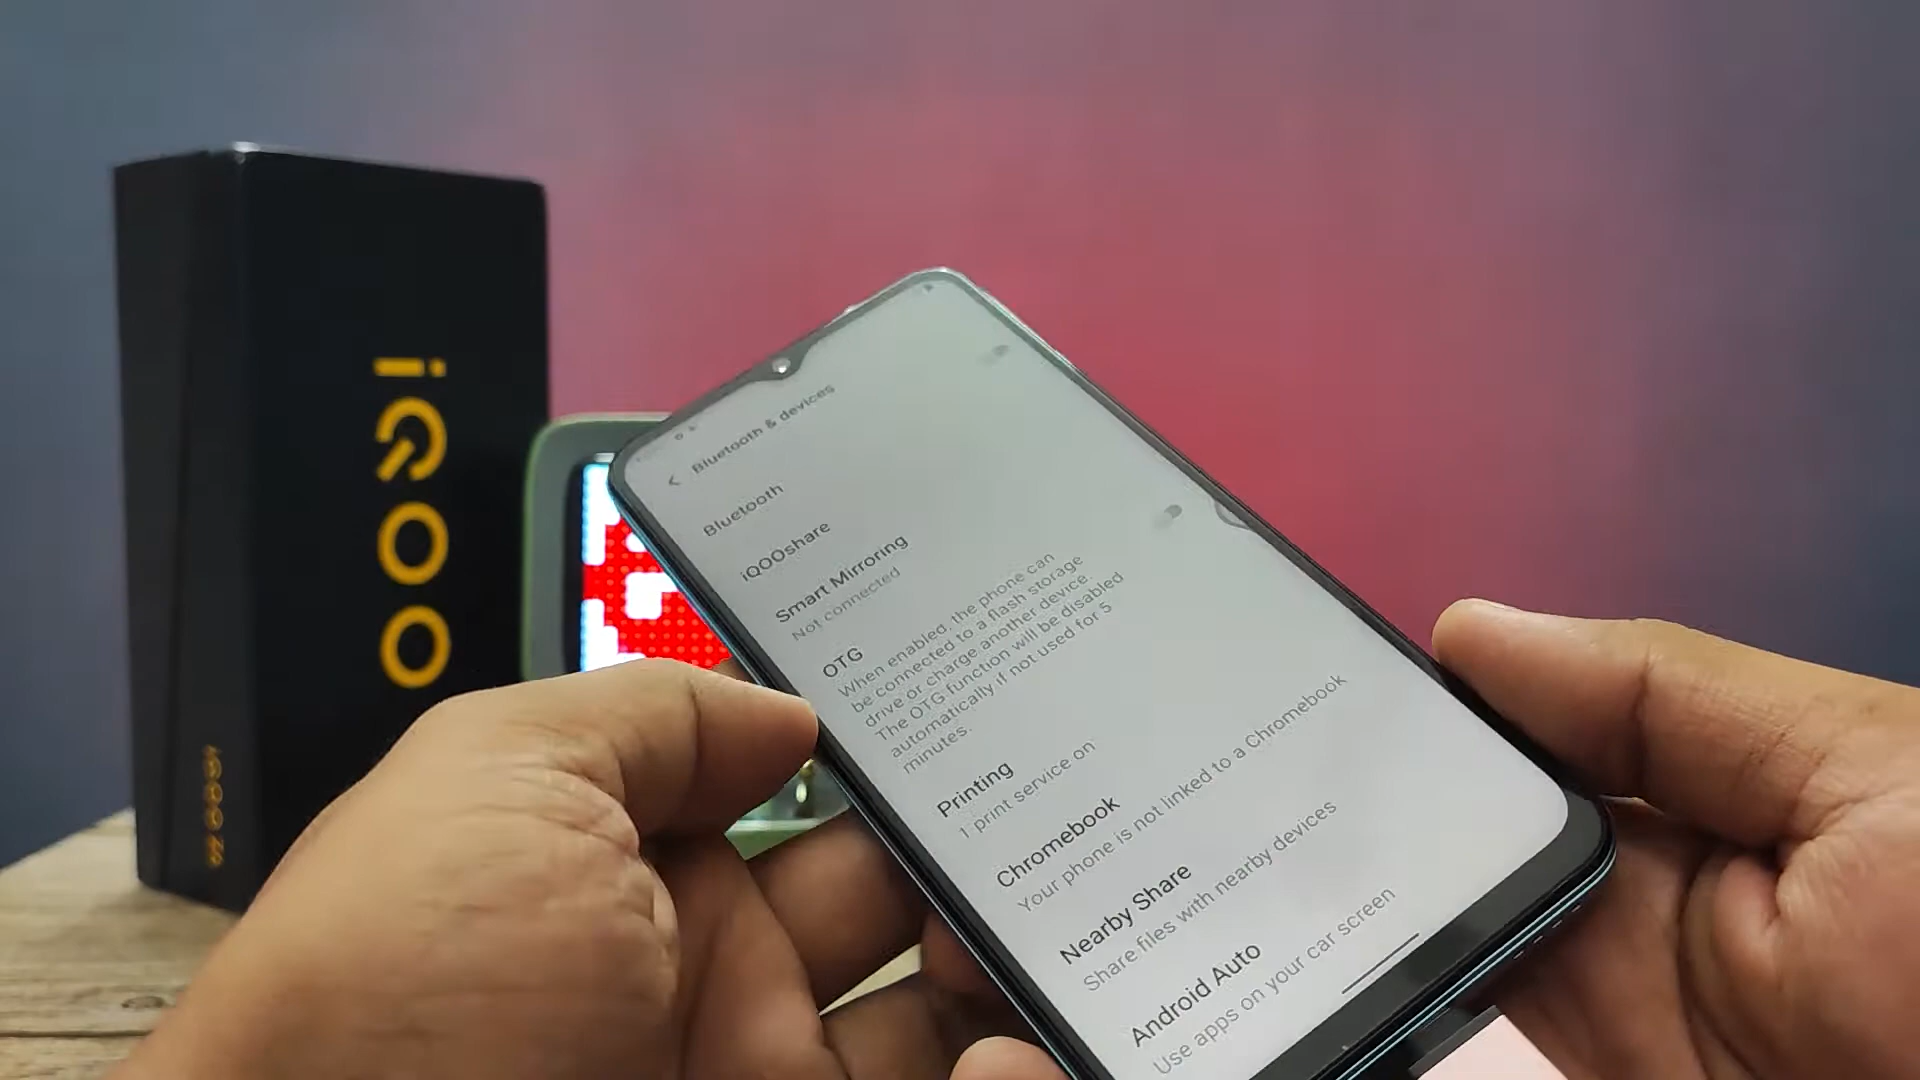 iQOO
Bluetooth & devices
Bluetooth
iQOOshare
Smart Mirroring
Not connected
OTG
When enabled, the phone can
be connected to a flash storage
drive or charge another device.
The OTG function will be disabled
automatically if not used for 5
minutes.
Printing
1 print service on
Chromebook
Your phone is not linked to a Chromebook
Nearby Share
Share files with nearby devices
Android Auto
Use apps on your car screen